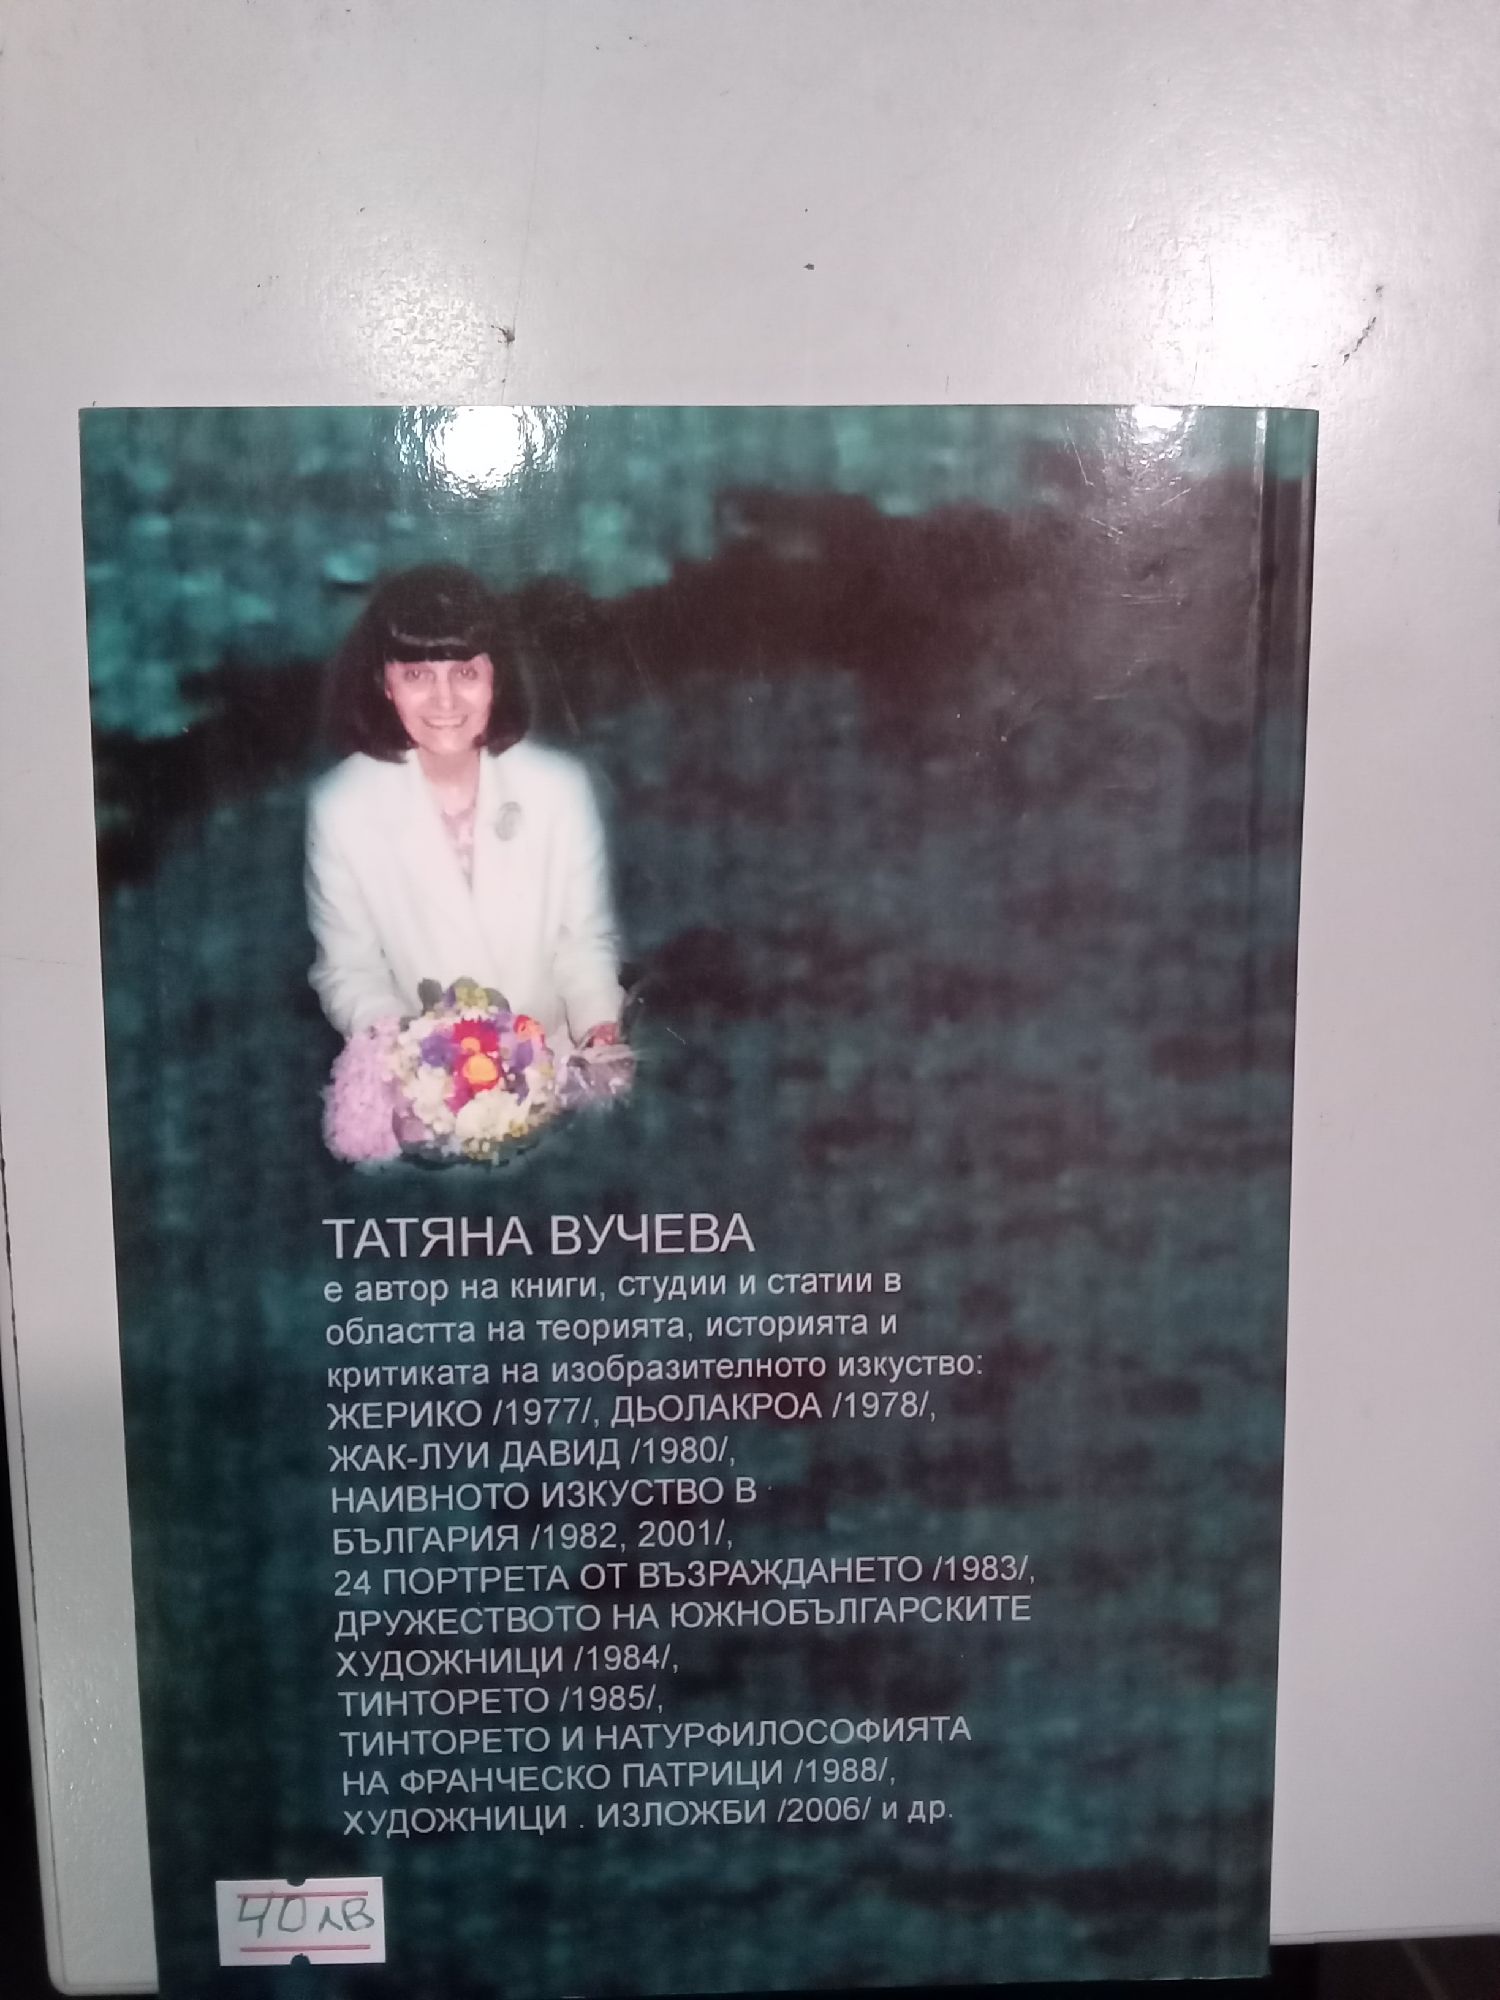 ТАТЯНА ВУЧЕВА
е автор на книги, студии и статии в
областта на теорията, историята и
критиката на изобразителното изкуство:
ЖЕРИКО /1977/, ДЬОЛАКРОА /1978/,
ЖАК-ЛУИ ДАВИД /1980/,
НАИВНОТО ИЗКУСТВО В
БЪЛГАРИЯ /1982, 2001/,
24 ПОРТРЕТА ОТ ВЪЗРАЖДАНЕТО /1983/,
ДРУЖЕСТВОТО НА ЮЖНОБЪЛГАРСКИТЕ
ХУДОЖНИЦИ /1984/,
ТИНТОРЕТО /1985/,
ТИНТОРЕТО И НАТУРФИЛОСОФИЯТА
НА ФРАНЧЕСКО ПАТРИЦИ /1988/,
ХУДОЖНИЦИ . ИЗЛОЖБИ /2006/ и др.
40 лв